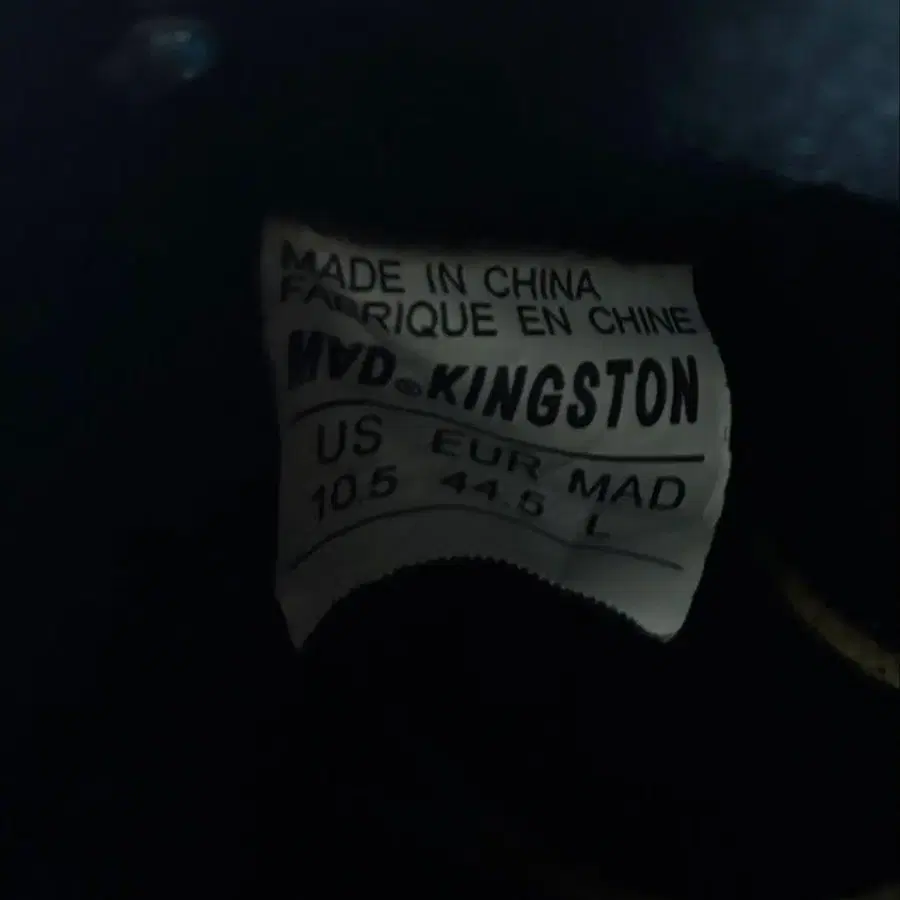 MADE IN CHINA
FABRIQUE EN CHINE
MAD.®KINGSTON
US EUR MAD
10.5 44.5 L